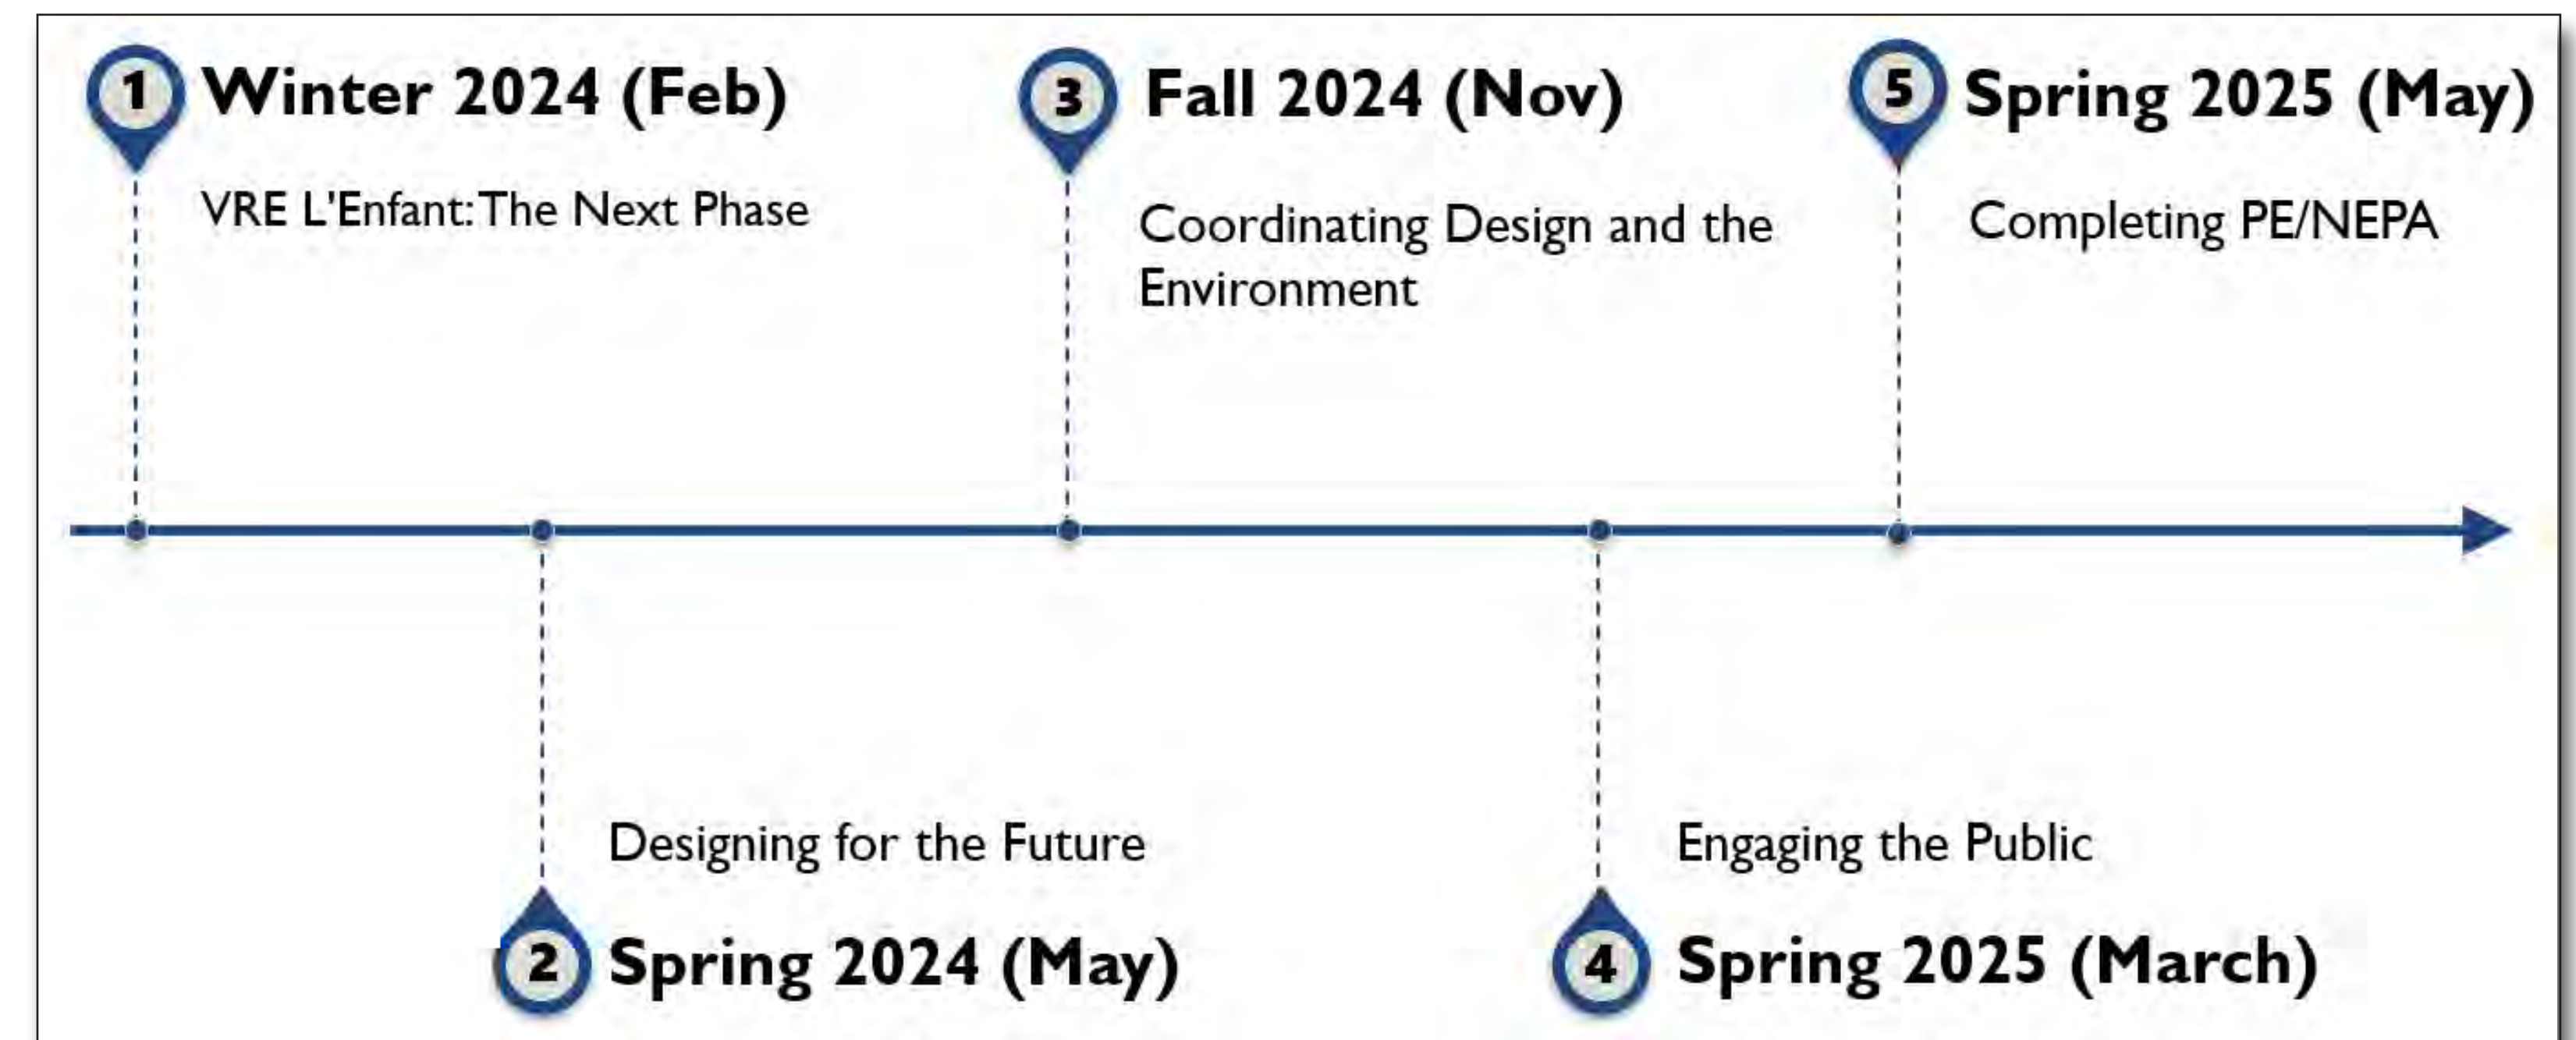 1 Winter 2024 (Feb)
VRE L'Enfant: The Next Phase
3 Fall 2024 (Nov)
Coordinating Design and the
Environment
5 Spring 2025 (May)
Completing PE/NEPA
Designing for the Future
2 Spring 2024 (May)
Engaging the Public
4 Spring 2025 (March)